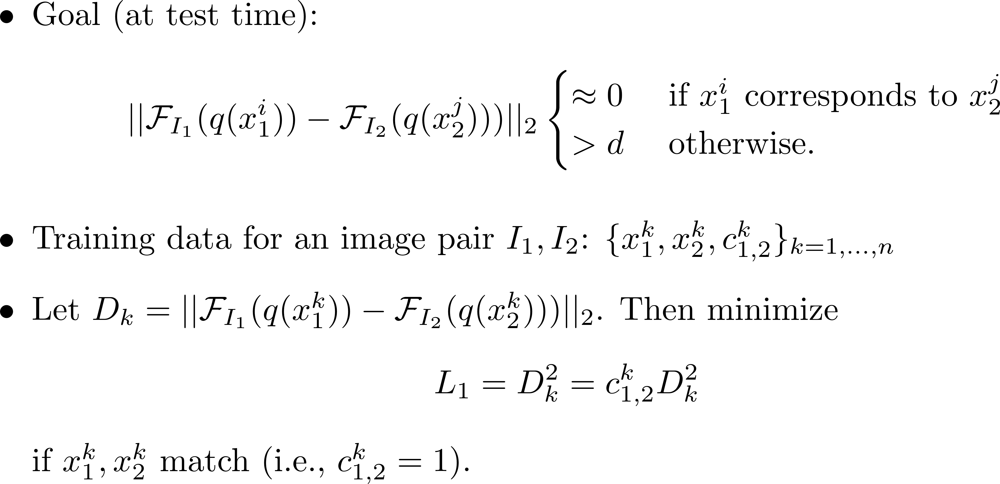 • Goal (at test time):
$||\mathcal{F}_{I_1}(q(x_1^i)) - \mathcal{F}_{I_2}(q(x_2^j)))||_2 \begin{cases} \approx 0 & \text{if } x_1^i \text{ corresponds to } x_2^j \\ > d & \text{otherwise.} \end{cases}$
• Training data for an image pair $I_1, I_2$: $\{x_1^k, x_2^k, c_{1,2}^k\}_{k=1,\ldots,n}$
• Let $D_k = ||\mathcal{F}_{I_1}(q(x_1^k)) - \mathcal{F}_{I_2}(q(x_2^k)))||_2$. Then minimize
$L_1 = D_k^2 = c_{1,2}^k D_k^2$
if $x_1^k, x_2^k$ match (i.e., $c_{1,2}^k = 1$).